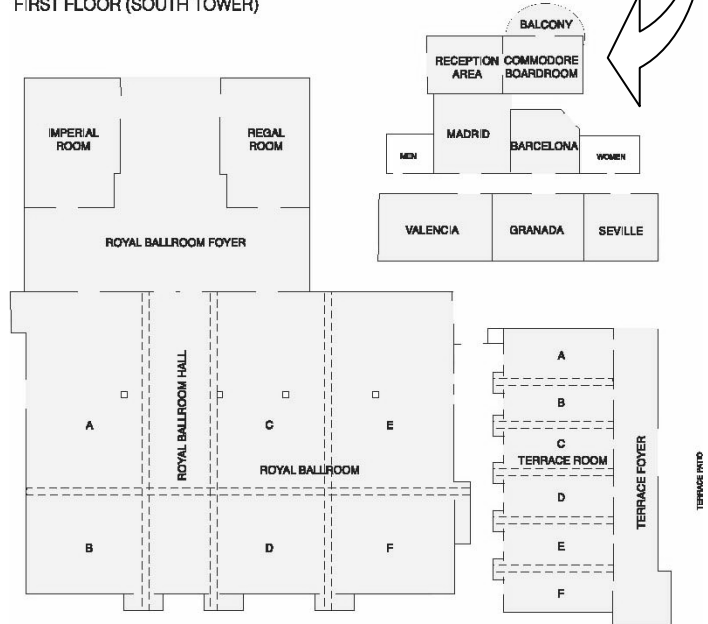 FIRST FLOOR (SOUTH TOWER)
BALCONY
RECEPTION
AREA
COMMODORE
BOARDROOM
IMPERIAL
ROOM
REGAL
ROOM
MADRID
BARCELONA
MEN
WOMEN
VALENCIA
GRANADA
SEVILLE
ROYAL BALLROOM FOYER
ROYAL BALLROOM HALL
A
C
E
ROYAL BALLROOM
B
D
F
A
B
C
TERRACE ROOM
D
E
F
TERRACE FOYER
TERRACE PATIO